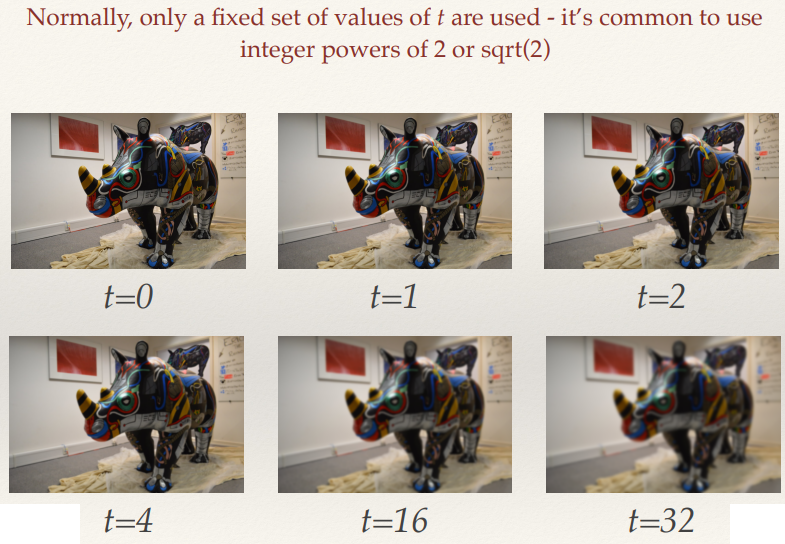 Normally, only a fixed set of values of t are used - it’s common to use
integer powers of 2 or sqrt(2)
t=0
t=1
t=2
t=4
t=16
t=32